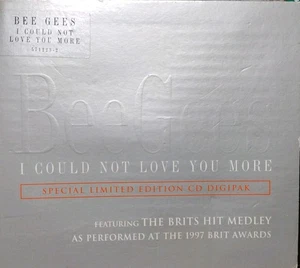 BEE GEES
I COULD NOT
LOVE YOU MORE
BeeGees
I COULD NOT LOVE YOU MORE
SPECIAL LIMITED EDITION CD DIGIPAK
FEATURING THE BRITS HIT MEDLEY
AS PERFORMED AT THE 1997 BRIT AWARDS